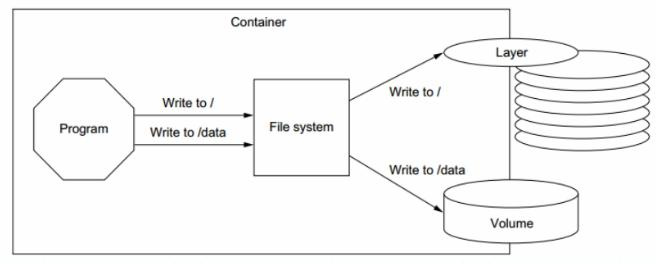 Container
Layer
Write to /
Write to /
Program
File system
Write to /data
Write to /data
Volume